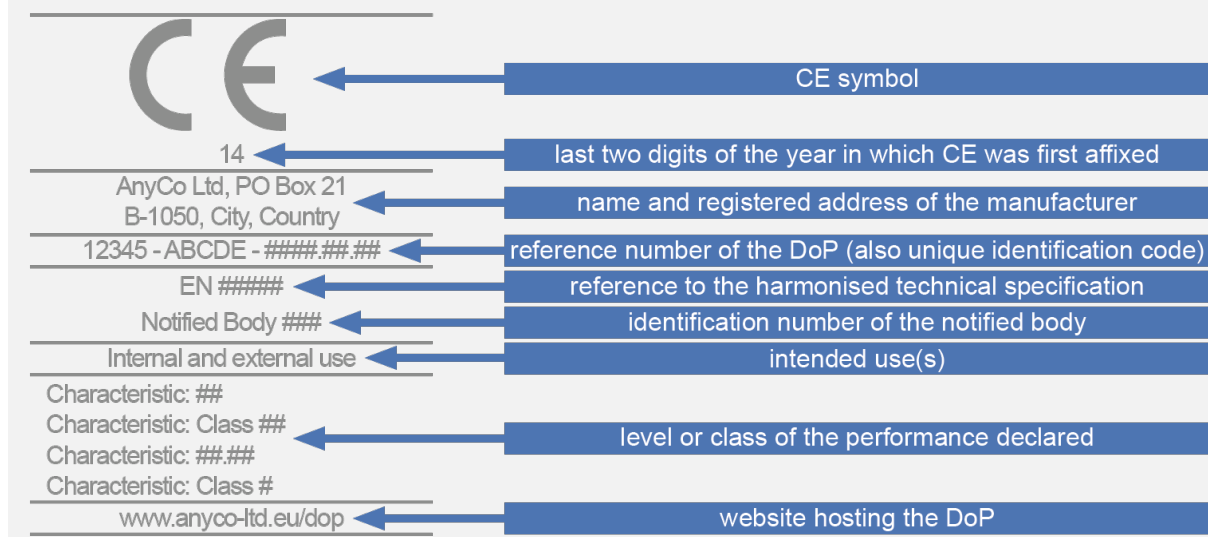 CE
CE symbol
14
last two digits of the year in which CE was first affixed
AnyCo Ltd, PO Box 21
B-1050, City, Country
name and registered address of the manufacturer
12345 - ABCDE - ####.##.##
reference number of the DoP (also unique identification code)
EN #####
reference to the harmonised technical specification
Notified Body ###
identification number of the notified body
Internal and external use
intended use(s)
Characteristic: ##
Characteristic: Class ##
Characteristic: ##.##
Characteristic: Class #
level or class of the performance declared
www.anyco-ltd.eu/dop
website hosting the DoP